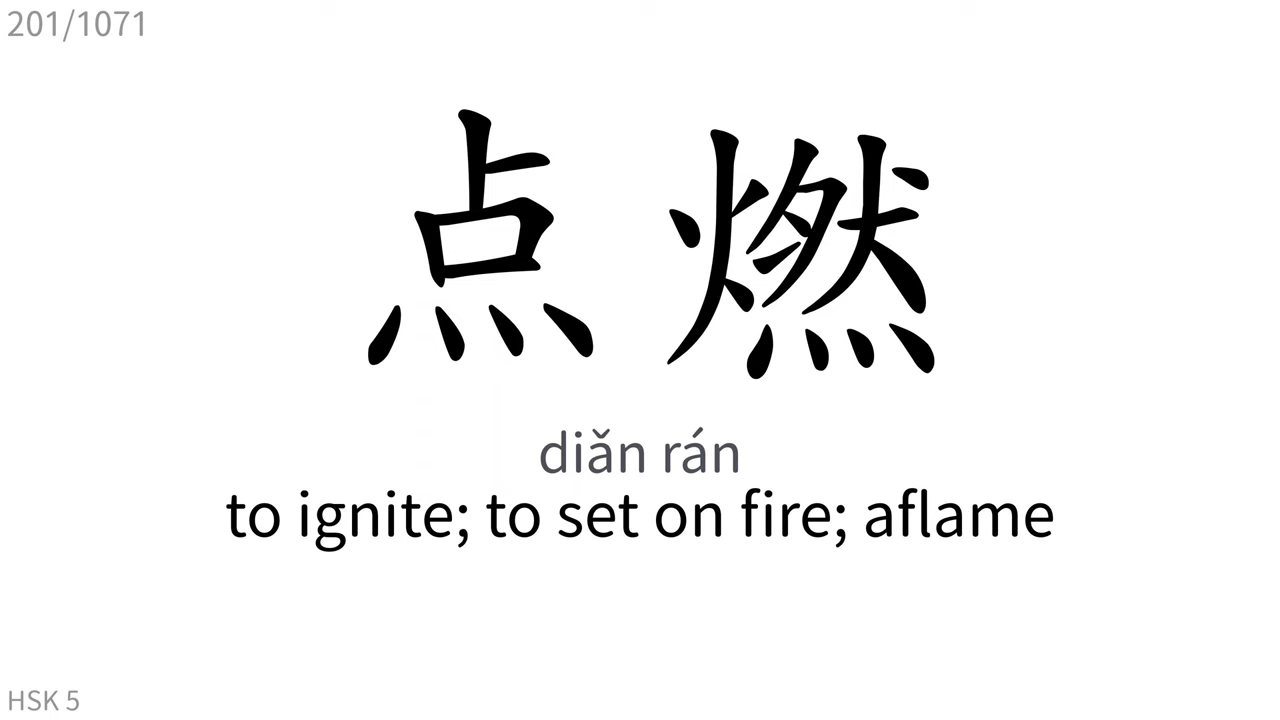 201/1071
点燃
diǎn rán
to ignite; to set on fire; aflame
HSK 5